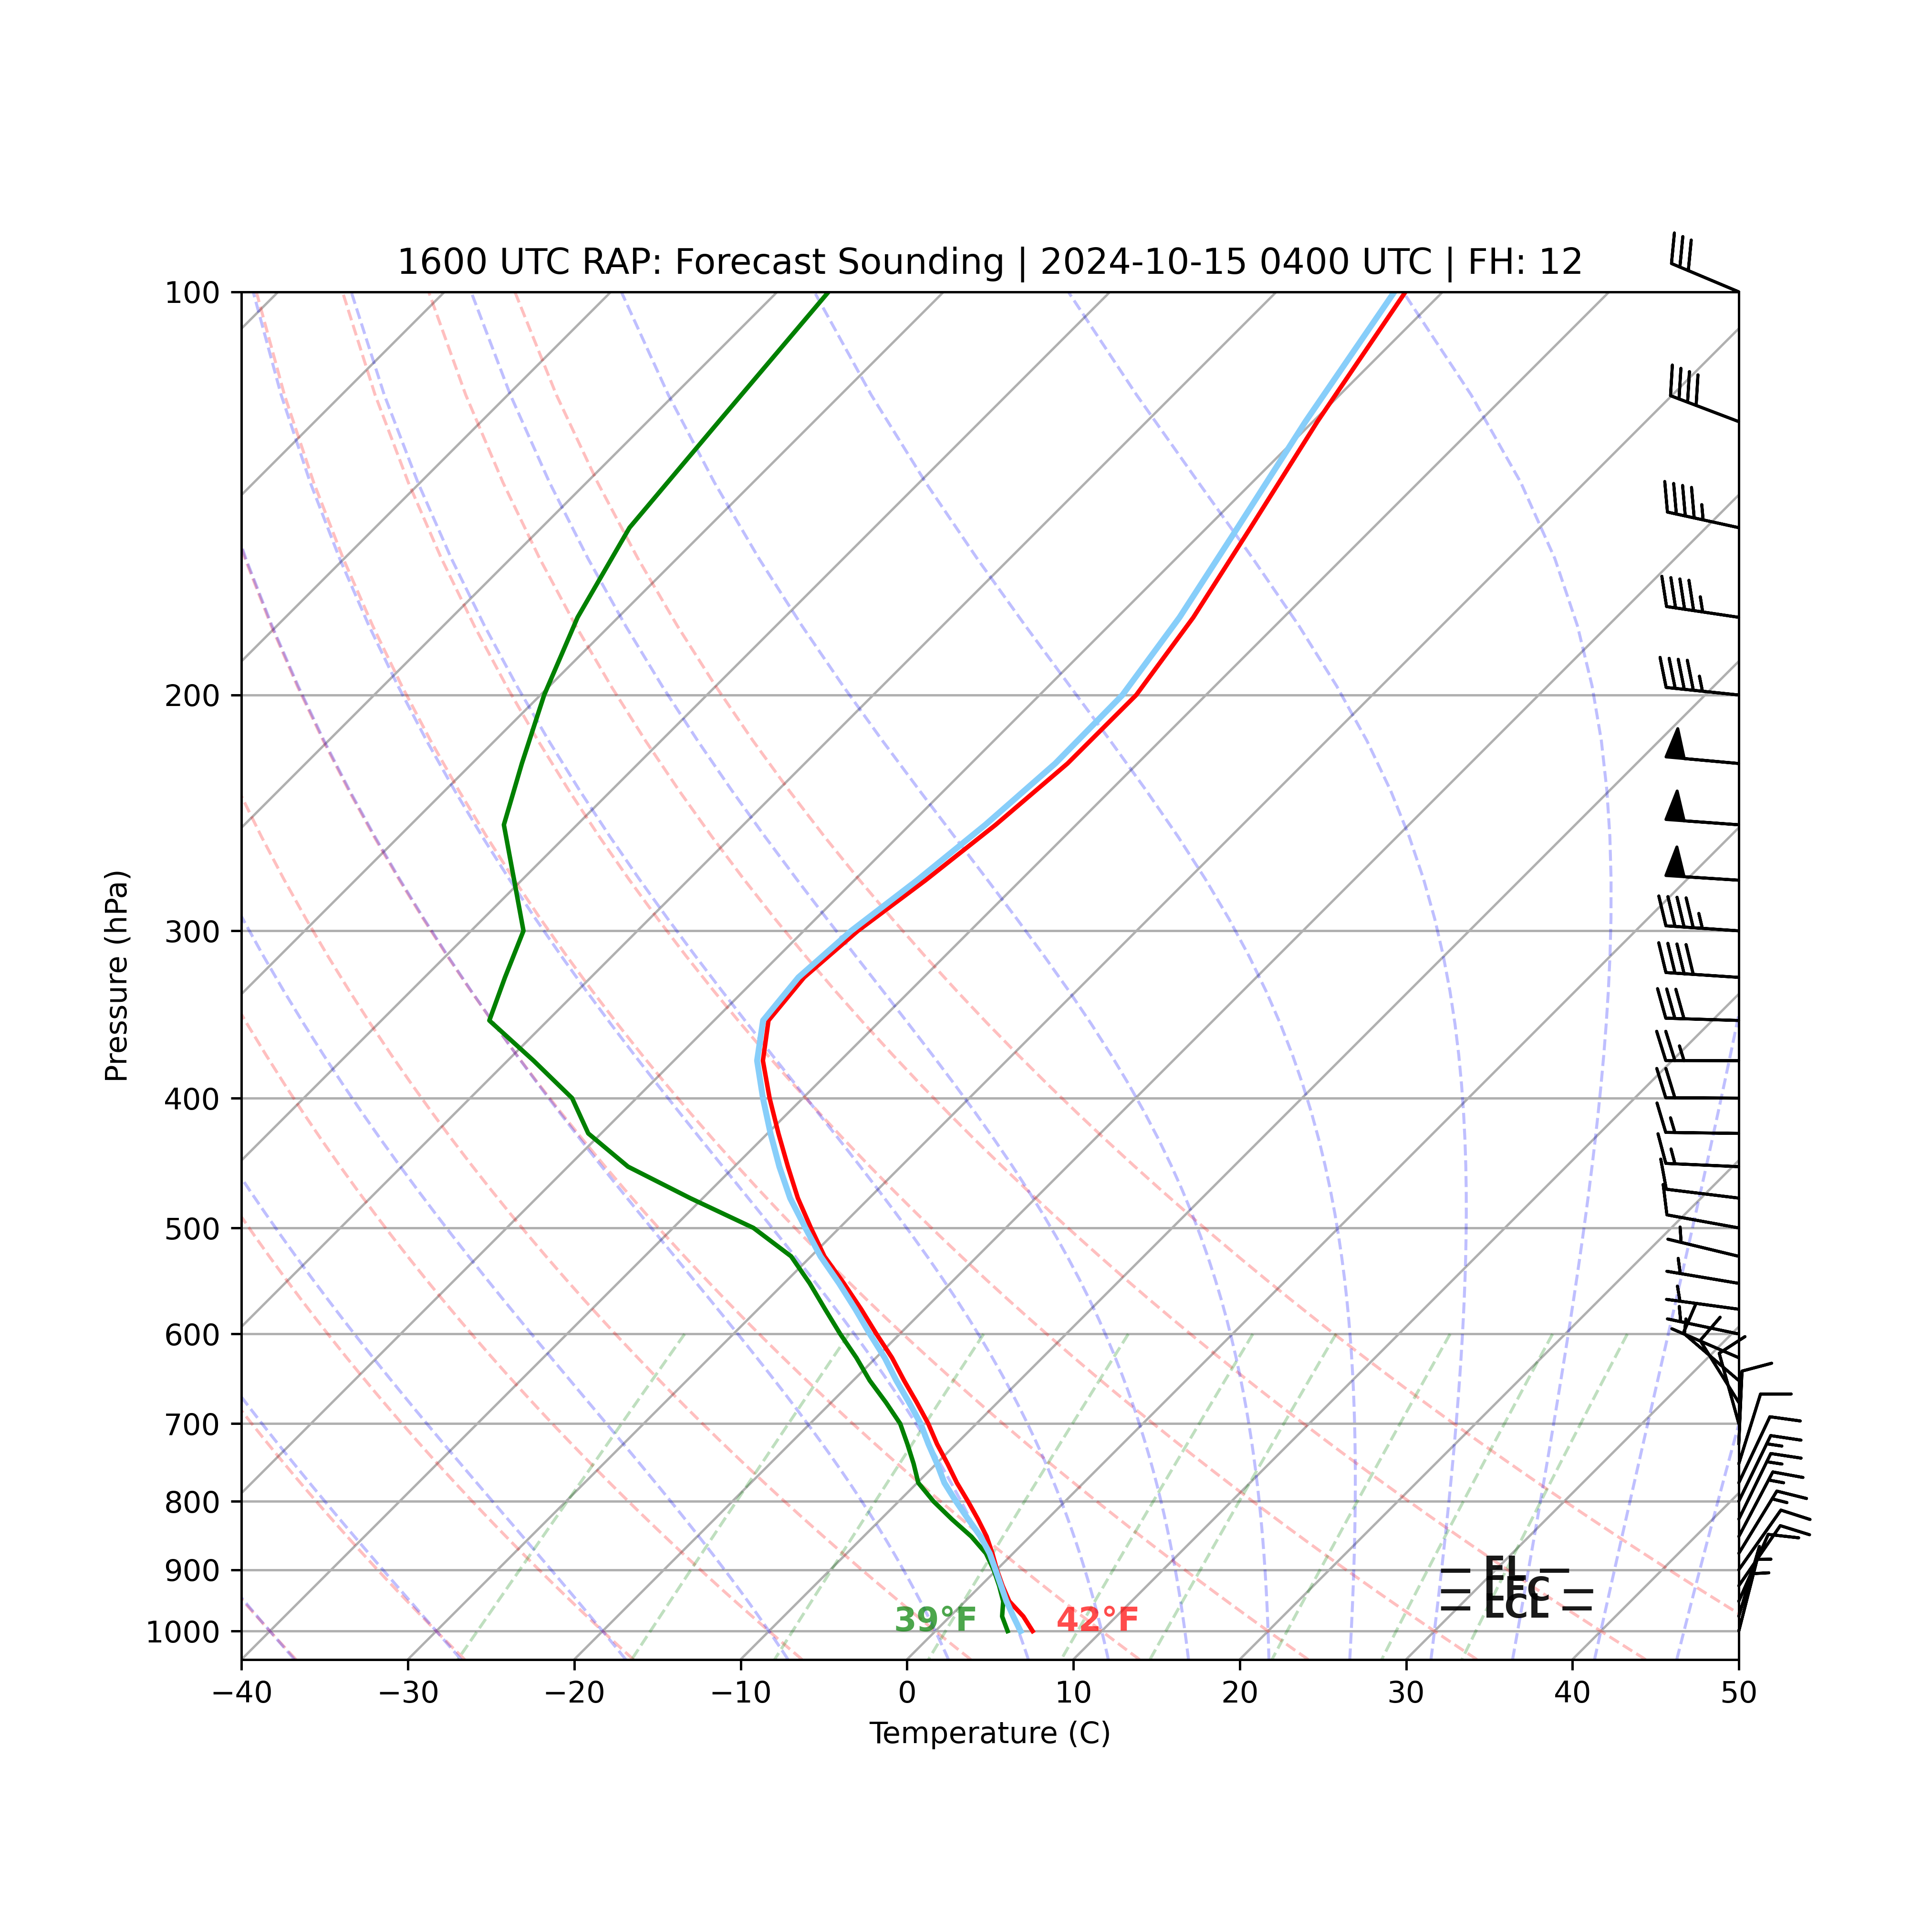 1600 UTC RAP: Forecast Sounding | 2024-10-15 0400 UTC | FH: 12
100
200
300
400
500
600
700
800
900
1000
Pressure (hPa)
— EL —
— LFC —
— LCL —
39°F
42°F
−40 −30 −20 −10 0 10 20 30 40 50
Temperature (C)